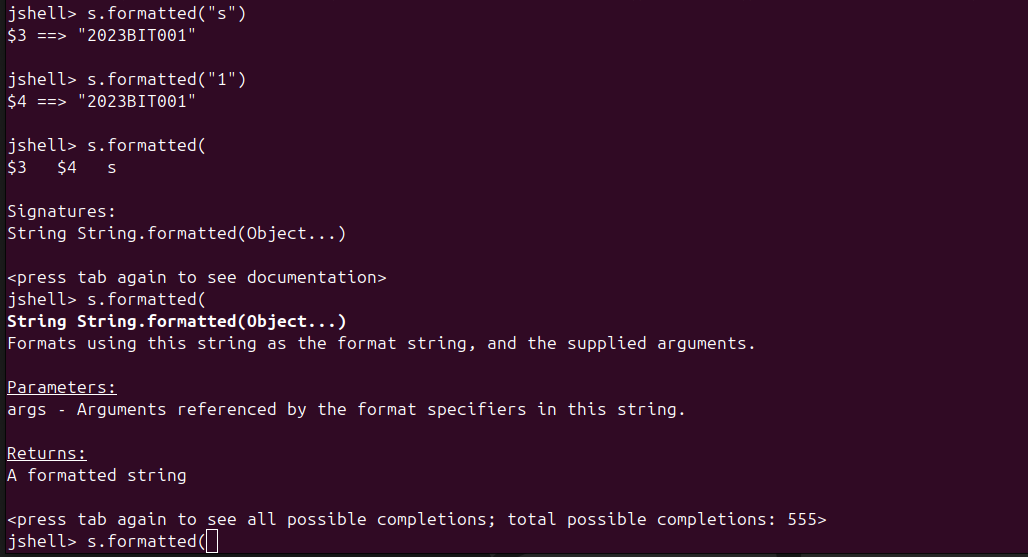 jshell> s.formatted("s")
$3 ==> "2023BIT001"
jshell> s.formatted("1")
$4 ==> "2023BIT001"
jshell> s.formatted(
$3   $4   s
Signatures:
String String.formatted(Object...)
<press tab again to see documentation>
jshell> s.formatted(
String String.formatted(Object...)
Formats using this string as the format string, and the supplied arguments.
Parameters:
args - Arguments referenced by the format specifiers in this string.
Returns:
A formatted string
<press tab again to see all possible completions; total possible completions: 555>
jshell> s.formatted(